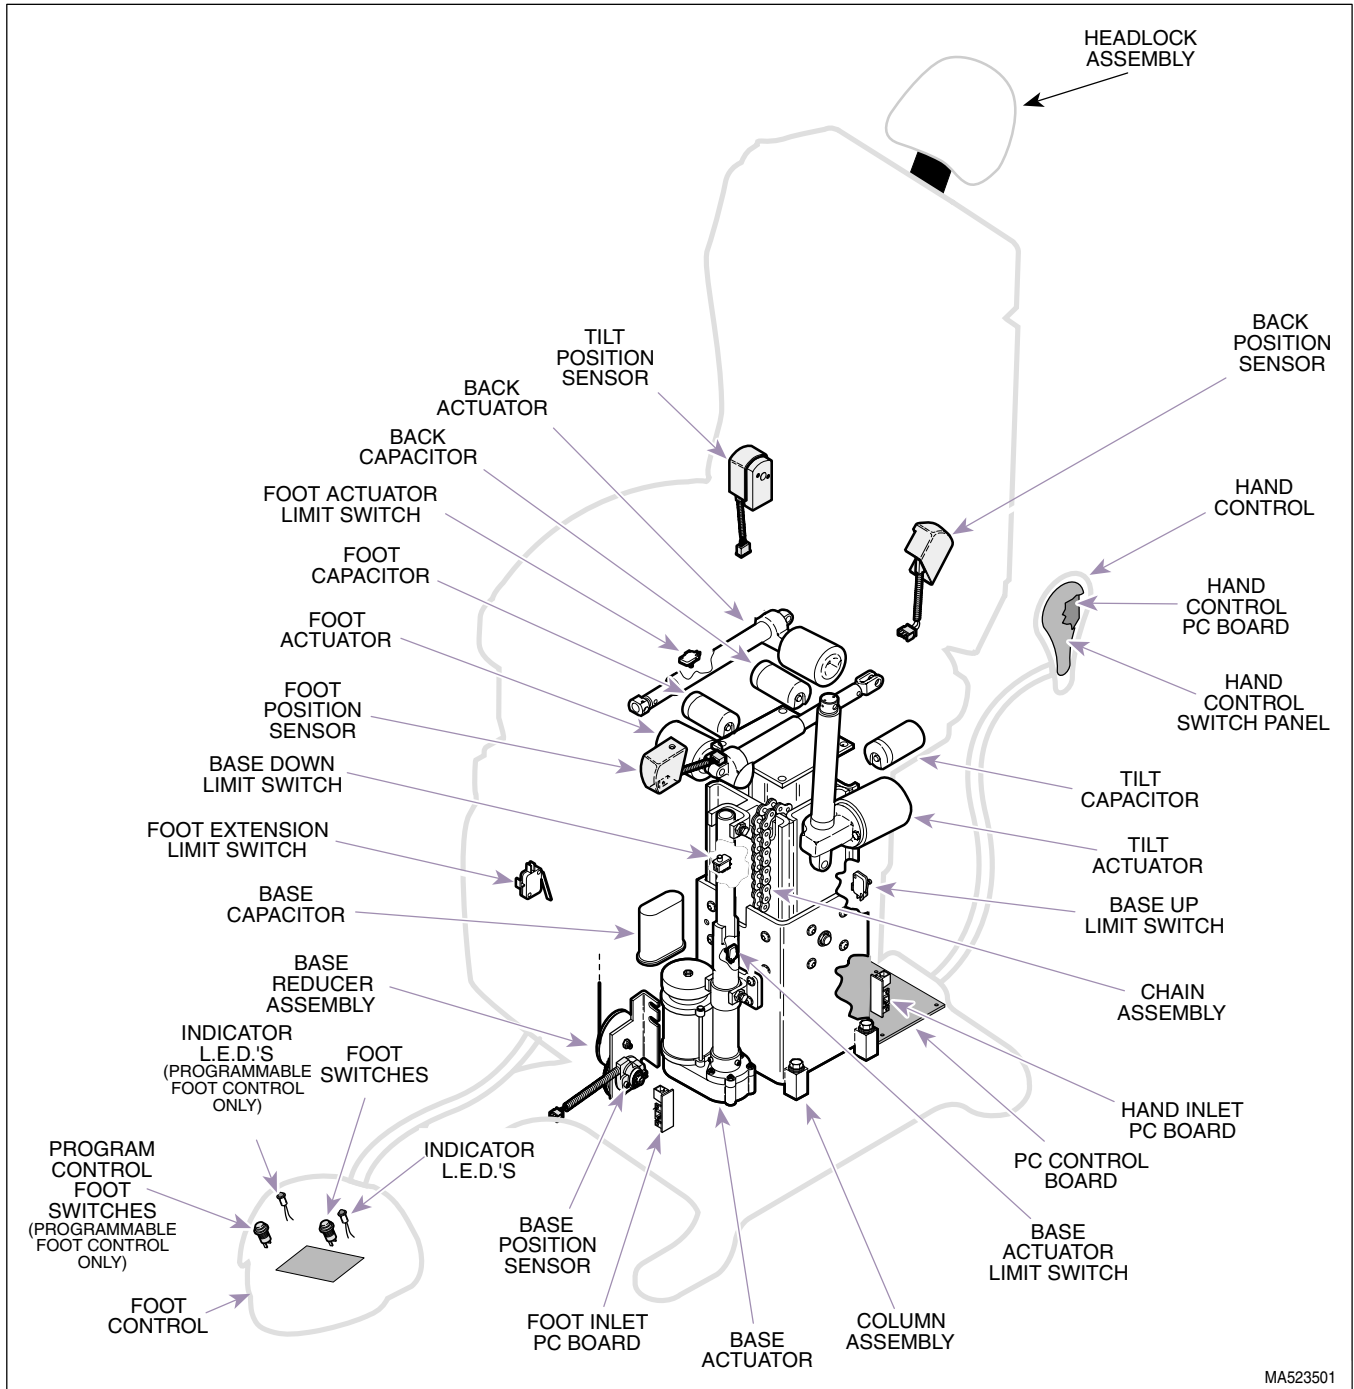 HEADLOCK
ASSEMBLY
BACK
POSITION
SENSOR
TILT
POSITION
SENSOR
BACK
ACTUATOR
BACK
CAPACITOR
FOOT ACTUATOR
LIMIT SWITCH
FOOT
CAPACITOR
FOOT
ACTUATOR
FOOT
POSITION
SENSOR
BASE DOWN
LIMIT SWITCH
FOOT EXTENSION
LIMIT SWITCH
BASE
CAPACITOR
BASE
REDUCER
ASSEMBLY
INDICATOR
L.E.D.'S
(PROGRAMMABLE
FOOT CONTROL
ONLY)
FOOT
SWITCHES
PROGRAM
CONTROL
FOOT
SWITCHES
(PROGRAMMABLE
FOOT CONTROL
ONLY)
FOOT
CONTROL
INDICATOR
L.E.D.'S
BASE
POSITION
SENSOR
FOOT INLET
PC BOARD
BASE
ACTUATOR
COLUMN
ASSEMBLY
BASE
ACTUATOR
LIMIT SWITCH
PC CONTROL
BOARD
HAND INLET
PC BOARD
CHAIN
ASSEMBLY
BASE UP
LIMIT SWITCH
TILT
ACTUATOR
TILT
CAPACITOR
HAND
CONTROL
SWITCH PANEL
HAND
CONTROL
PC BOARD
HAND
CONTROL
MA523501